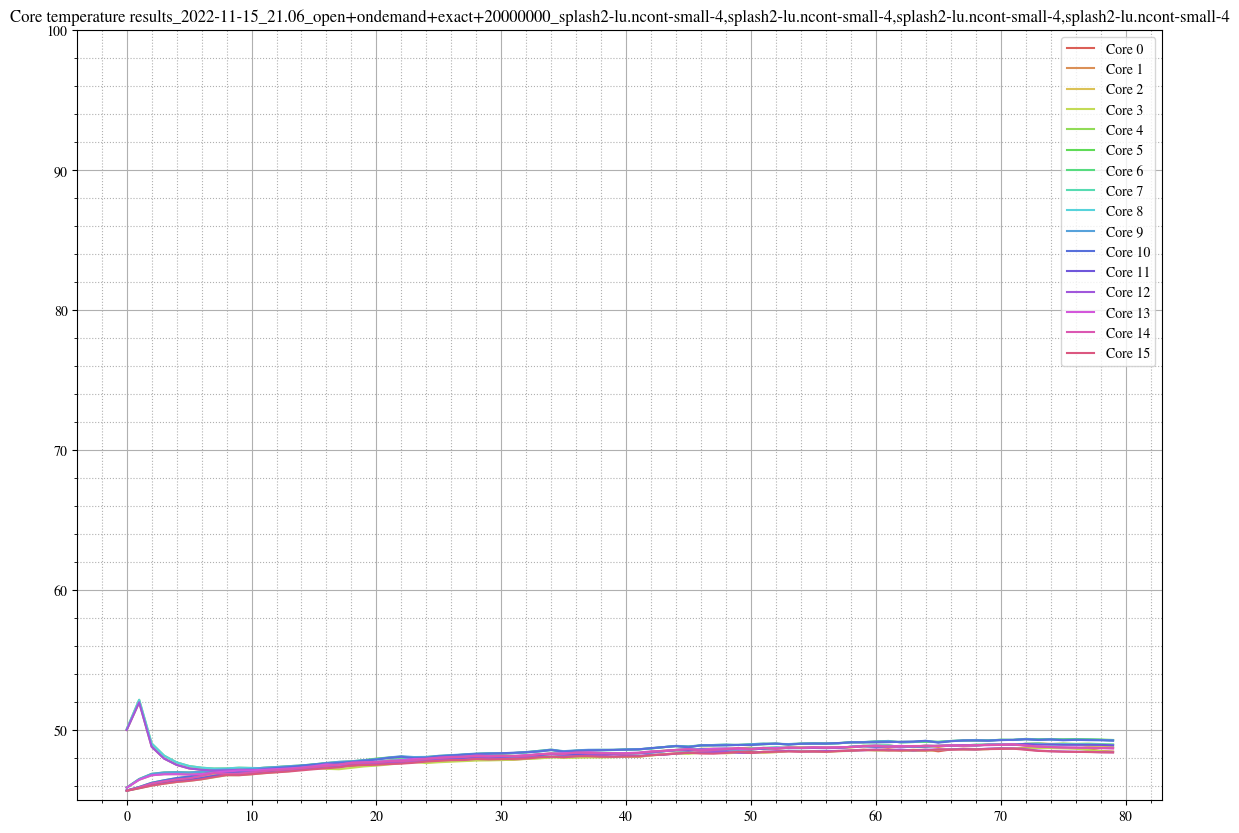 Core temperature results_2022-11-15_21.06_open+ondemand+exact+20000000_splash2-lu.ncont-small-4,splash2-lu.ncont-small-4,splash2-lu.ncont-small-4,splash2-lu.ncont-small-4
100
90
80
70
60
50
Core 0
Core 1
Core 2
Core 3
Core 4
Core 5
Core 6
Core 7
Core 8
Core 9
Core 10
Core 11
Core 12
Core 13
Core 14
Core 15
0 10 20 30 40 50 60 70 80